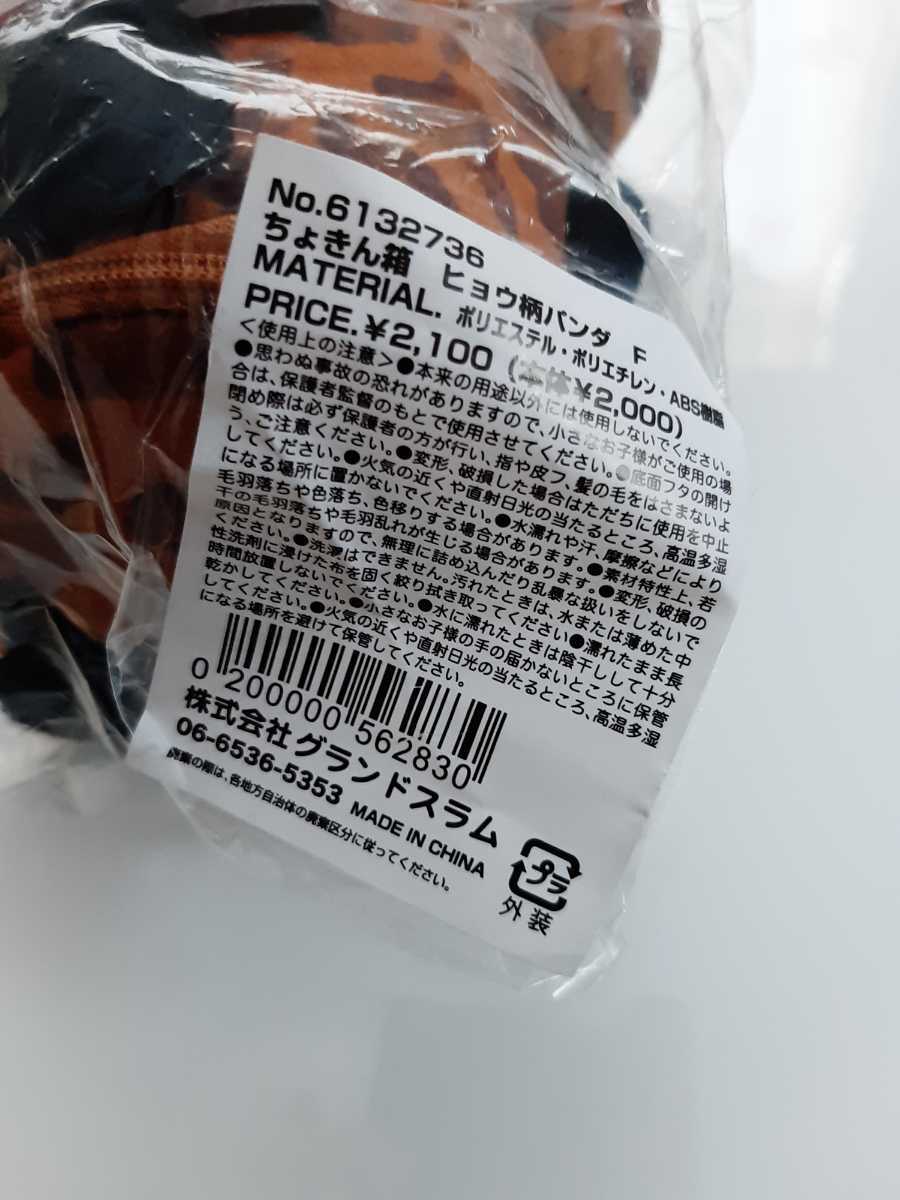 No.6132736
ちょきん箱 ヒョウ柄パンダ F
MATERIAL. ポリエステル・ポリエチレン・ABS樹脂
PRICE.￥2,100 (本体￥2,000)
＜使用上の注意＞●本来の用途以外には使用しないでください。
●思わぬ事故の恐れがありますので、小さなお子様がご使用の場
合は、保護者監督のもとで使用させてください。●底面フタの開け
閉め際は必ず保護者の方が行い、指や皮フ、髪の毛をはさまないよ
う、ご注意ください。●変形、破損した場合はただちに使用を中止
してください。●火気の近くや直射日光の当たるところ、高温多湿
になる場所に置かないでください。●水濡れや汗、摩擦などにより
毛羽落ちや色落ち、色移りする場合があります。●素材特性上、若
干の毛羽落ちや毛羽乱れが生じる場合があります。●変形、破損の
原因となりますので、無理に詰め込んだり乱暴な扱いをしないで
ください。●洗濯はできません。汚れたときは、水または薄めた中
性洗剤に浸けた布を固く絞り拭き取ってください●濡れたまま長
時間放置しないでください。●水に濡れたときは陰干しして十分
乾かしてください。●小さなお子様の手の届かないところに保管
してください。●火気の近くや直射日光の当たるところ、高温多湿
になる場所を避けて保管してください。
0 200000 562830
株式会社グランドスラム
06-6536-5353 MADE IN CHINA
廃棄の際は、各地方自治体の廃棄区分に従ってください。
プラ
外装